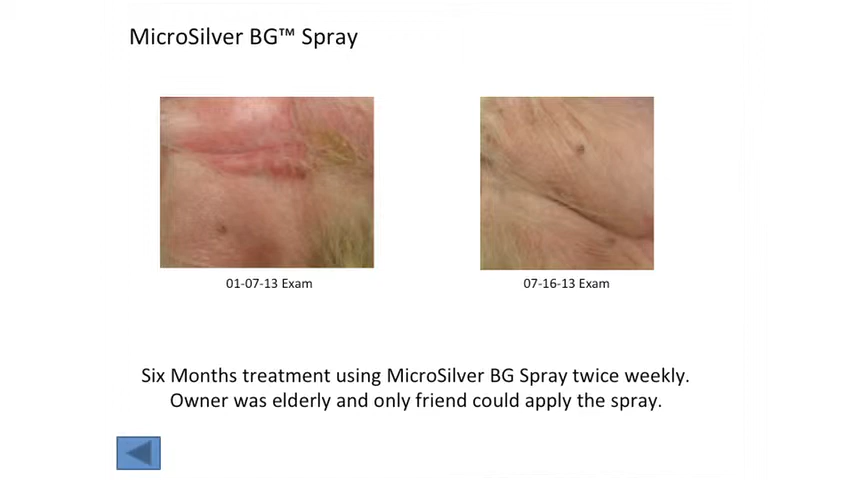 MicroSilver BG™ Spray
01-07-13 Exam
07-16-13 Exam
Six Months treatment using MicroSilver BG Spray twice weekly.
Owner was elderly and only friend could apply the spray.